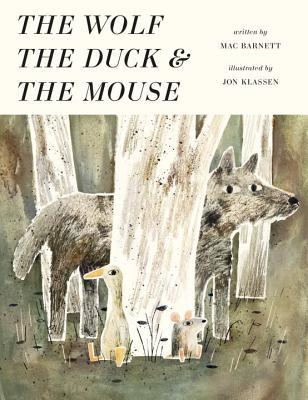 THE WOLF
THE DUCK &
THE MOUSE
written by
MAC BARNETT
illustrated by
JON KLASSEN